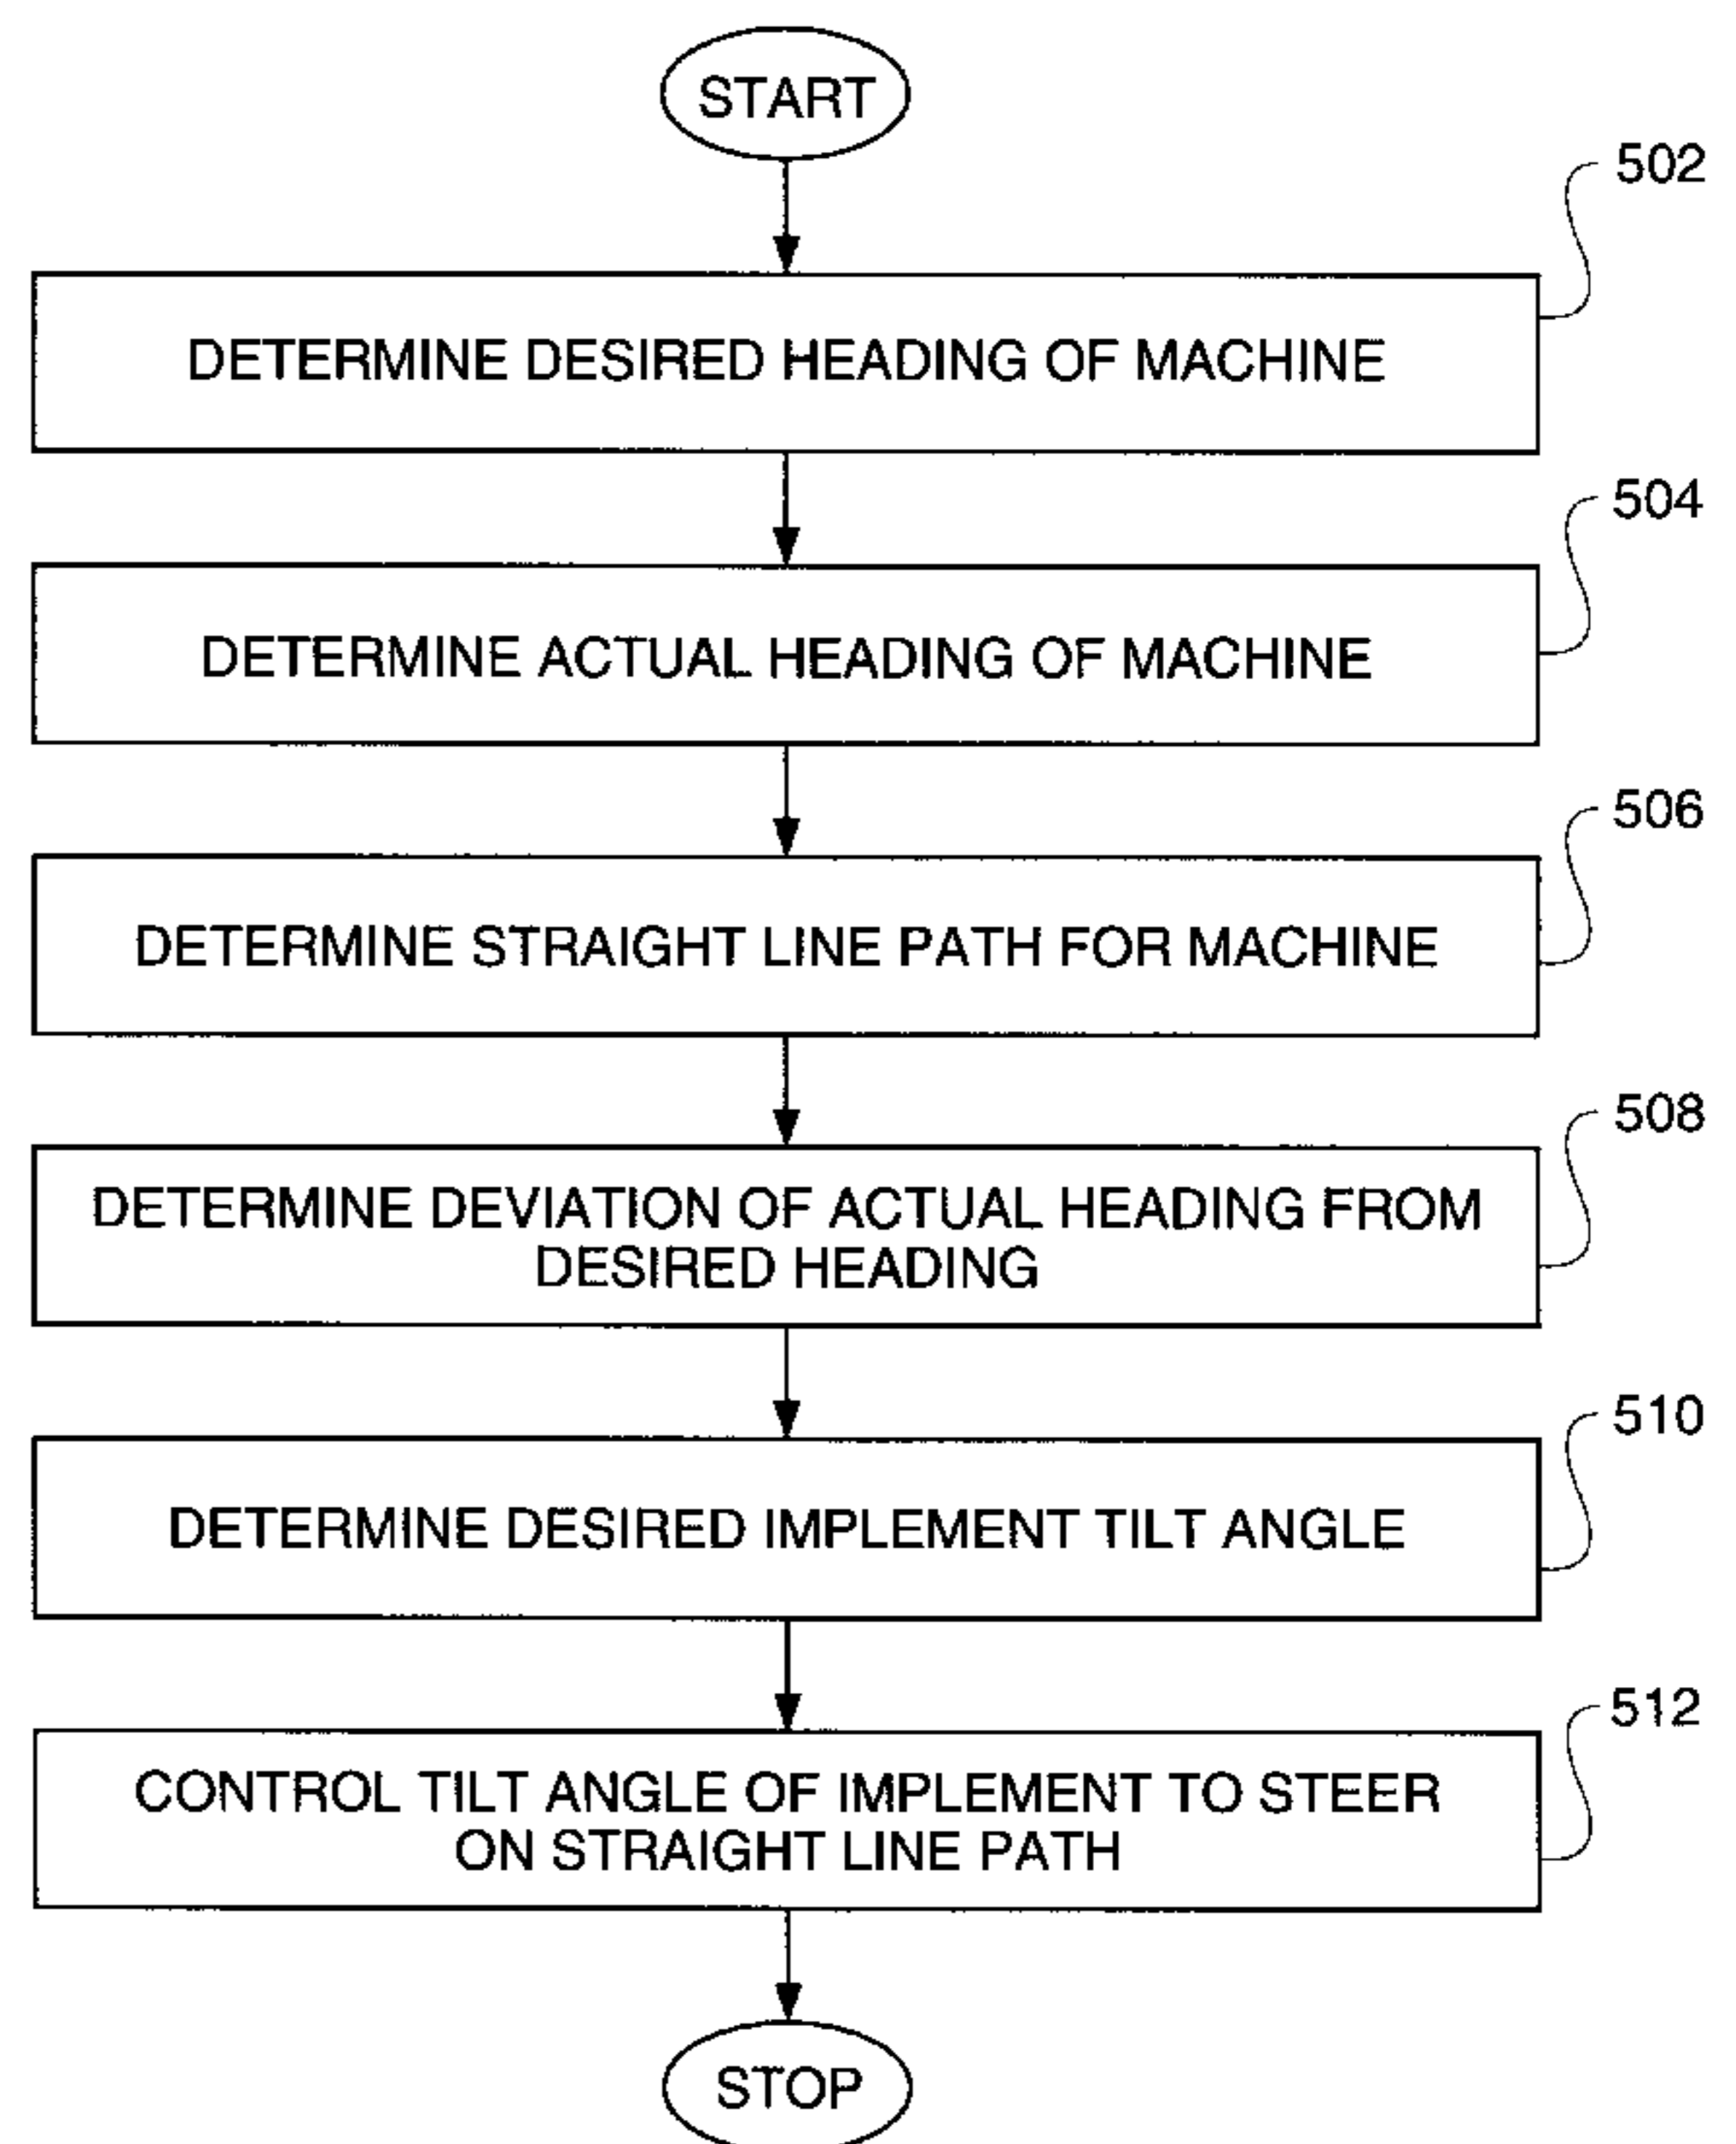 START
502
DETERMINE DESIRED HEADING OF MACHINE
504
DETERMINE ACTUAL HEADING OF MACHINE
506
DETERMINE STRAIGHT LINE PATH FOR MACHINE
508
DETERMINE DEVIATION OF ACTUAL HEADING FROM
DESIRED HEADING
510
DETERMINE DESIRED IMPLEMENT TILT ANGLE
512
CONTROL TILT ANGLE OF IMPLEMENT TO STEER
ON STRAIGHT LINE PATH
STOP